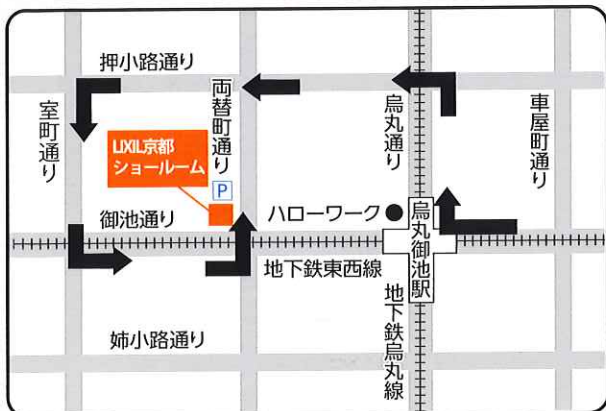 押小路通り
室町通り
両替町通り
烏丸通り
車屋町通り
LIXIL京都
ショールーム
P
御池通り
ハローワーク
烏丸御池駅
地下鉄東西線
姉小路通り
地下鉄烏丸線